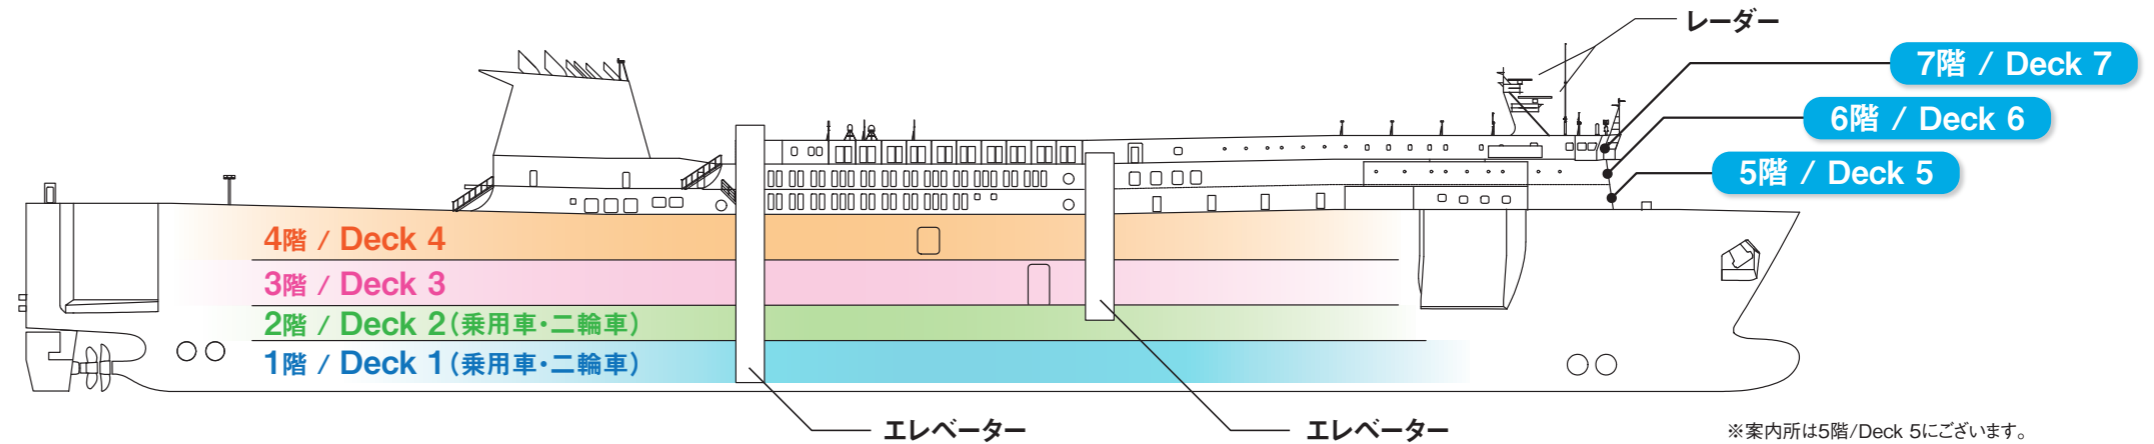 レーダー
7階 / Deck 7
6階 / Deck 6
5階 / Deck 5
4階 / Deck 4
3階 / Deck 3
2階 / Deck 2(乗用車・二輪車)
1階 / Deck 1(乗用車・二輪車)
エレベーター
エレベーター
※案内所は5階/Deck 5にございます。